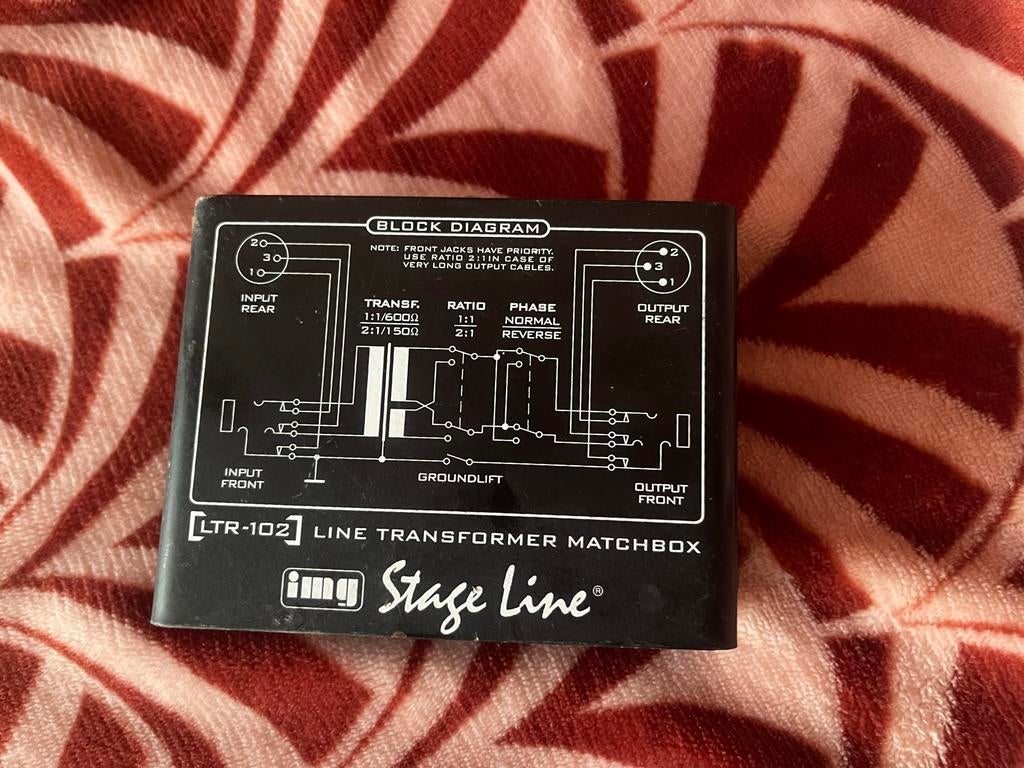 BLOCK DIAGRAM
NOTE: FRONT JACKS HAVE PRIORITY.
USE RATIO 2:1 IN CASE OF
VERY LONG OUTPUT CABLES.
2
3
1
INPUT
REAR
2
3
1
OUTPUT
REAR
TRANSF.
1:1/600Ω
2:1/150Ω
RATIO
1:1
2:1
PHASE
NORMAL
REVERSE
GROUNDLIFT
INPUT
FRONT
OUTPUT
FRONT
[LTR-102] LINE TRANSFORMER MATCHBOX
img Stage Line®